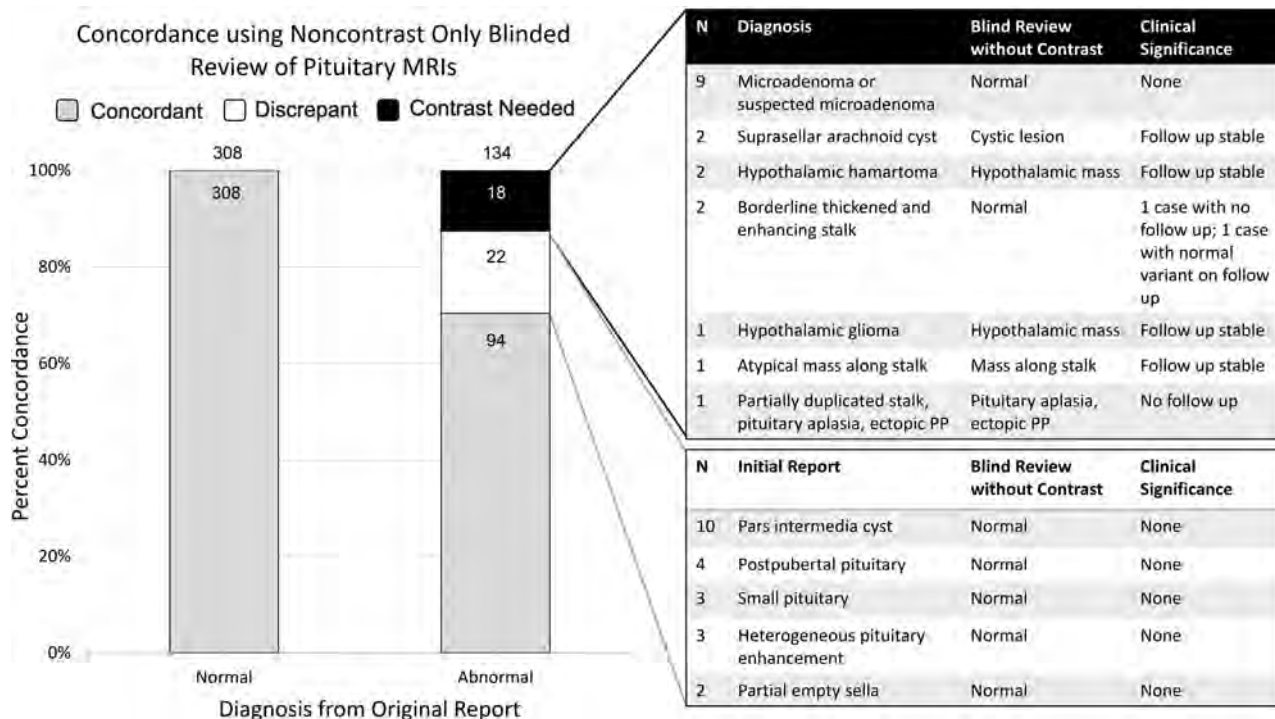 Concordance using Noncontrast Only Blinded
Review of Pituitary MRIs
Concordant Discrepant Contrast Needed
308 134
100%
308 18
22
80%
94
60%
40%
20%
0%
Percent Concordance
Normal Abnormal
Diagnosis from Original Report
N Diagnosis Blind Review without Contrast Clinical Significance
9 Microadenoma or suspected microadenoma Normal None
2 Suprasellar arachnoid cyst Cystic lesion Follow up stable
2 Hypothalamic hamartoma Hypothalamic mass Follow up stable
2 Borderline thickened and enhancing stalk Normal 1 case with no follow up; 1 case with normal variant on follow up
1 Hypothalamic glioma Hypothalamic mass Follow up stable
1 Atypical mass along stalk Mass along stalk Follow up stable
1 Partially duplicated stalk, pituitary aplasia, ectopic PP Pituitary aplasia, ectopic PP No follow up
N Initial Report Blind Review without Contrast Clinical Significance
10 Pars intermedia cyst Normal None
4 Postpubertal pituitary Normal None
3 Small pituitary Normal None
3 Heterogeneous pituitary enhancement Normal None
2 Partial empty sella Normal None